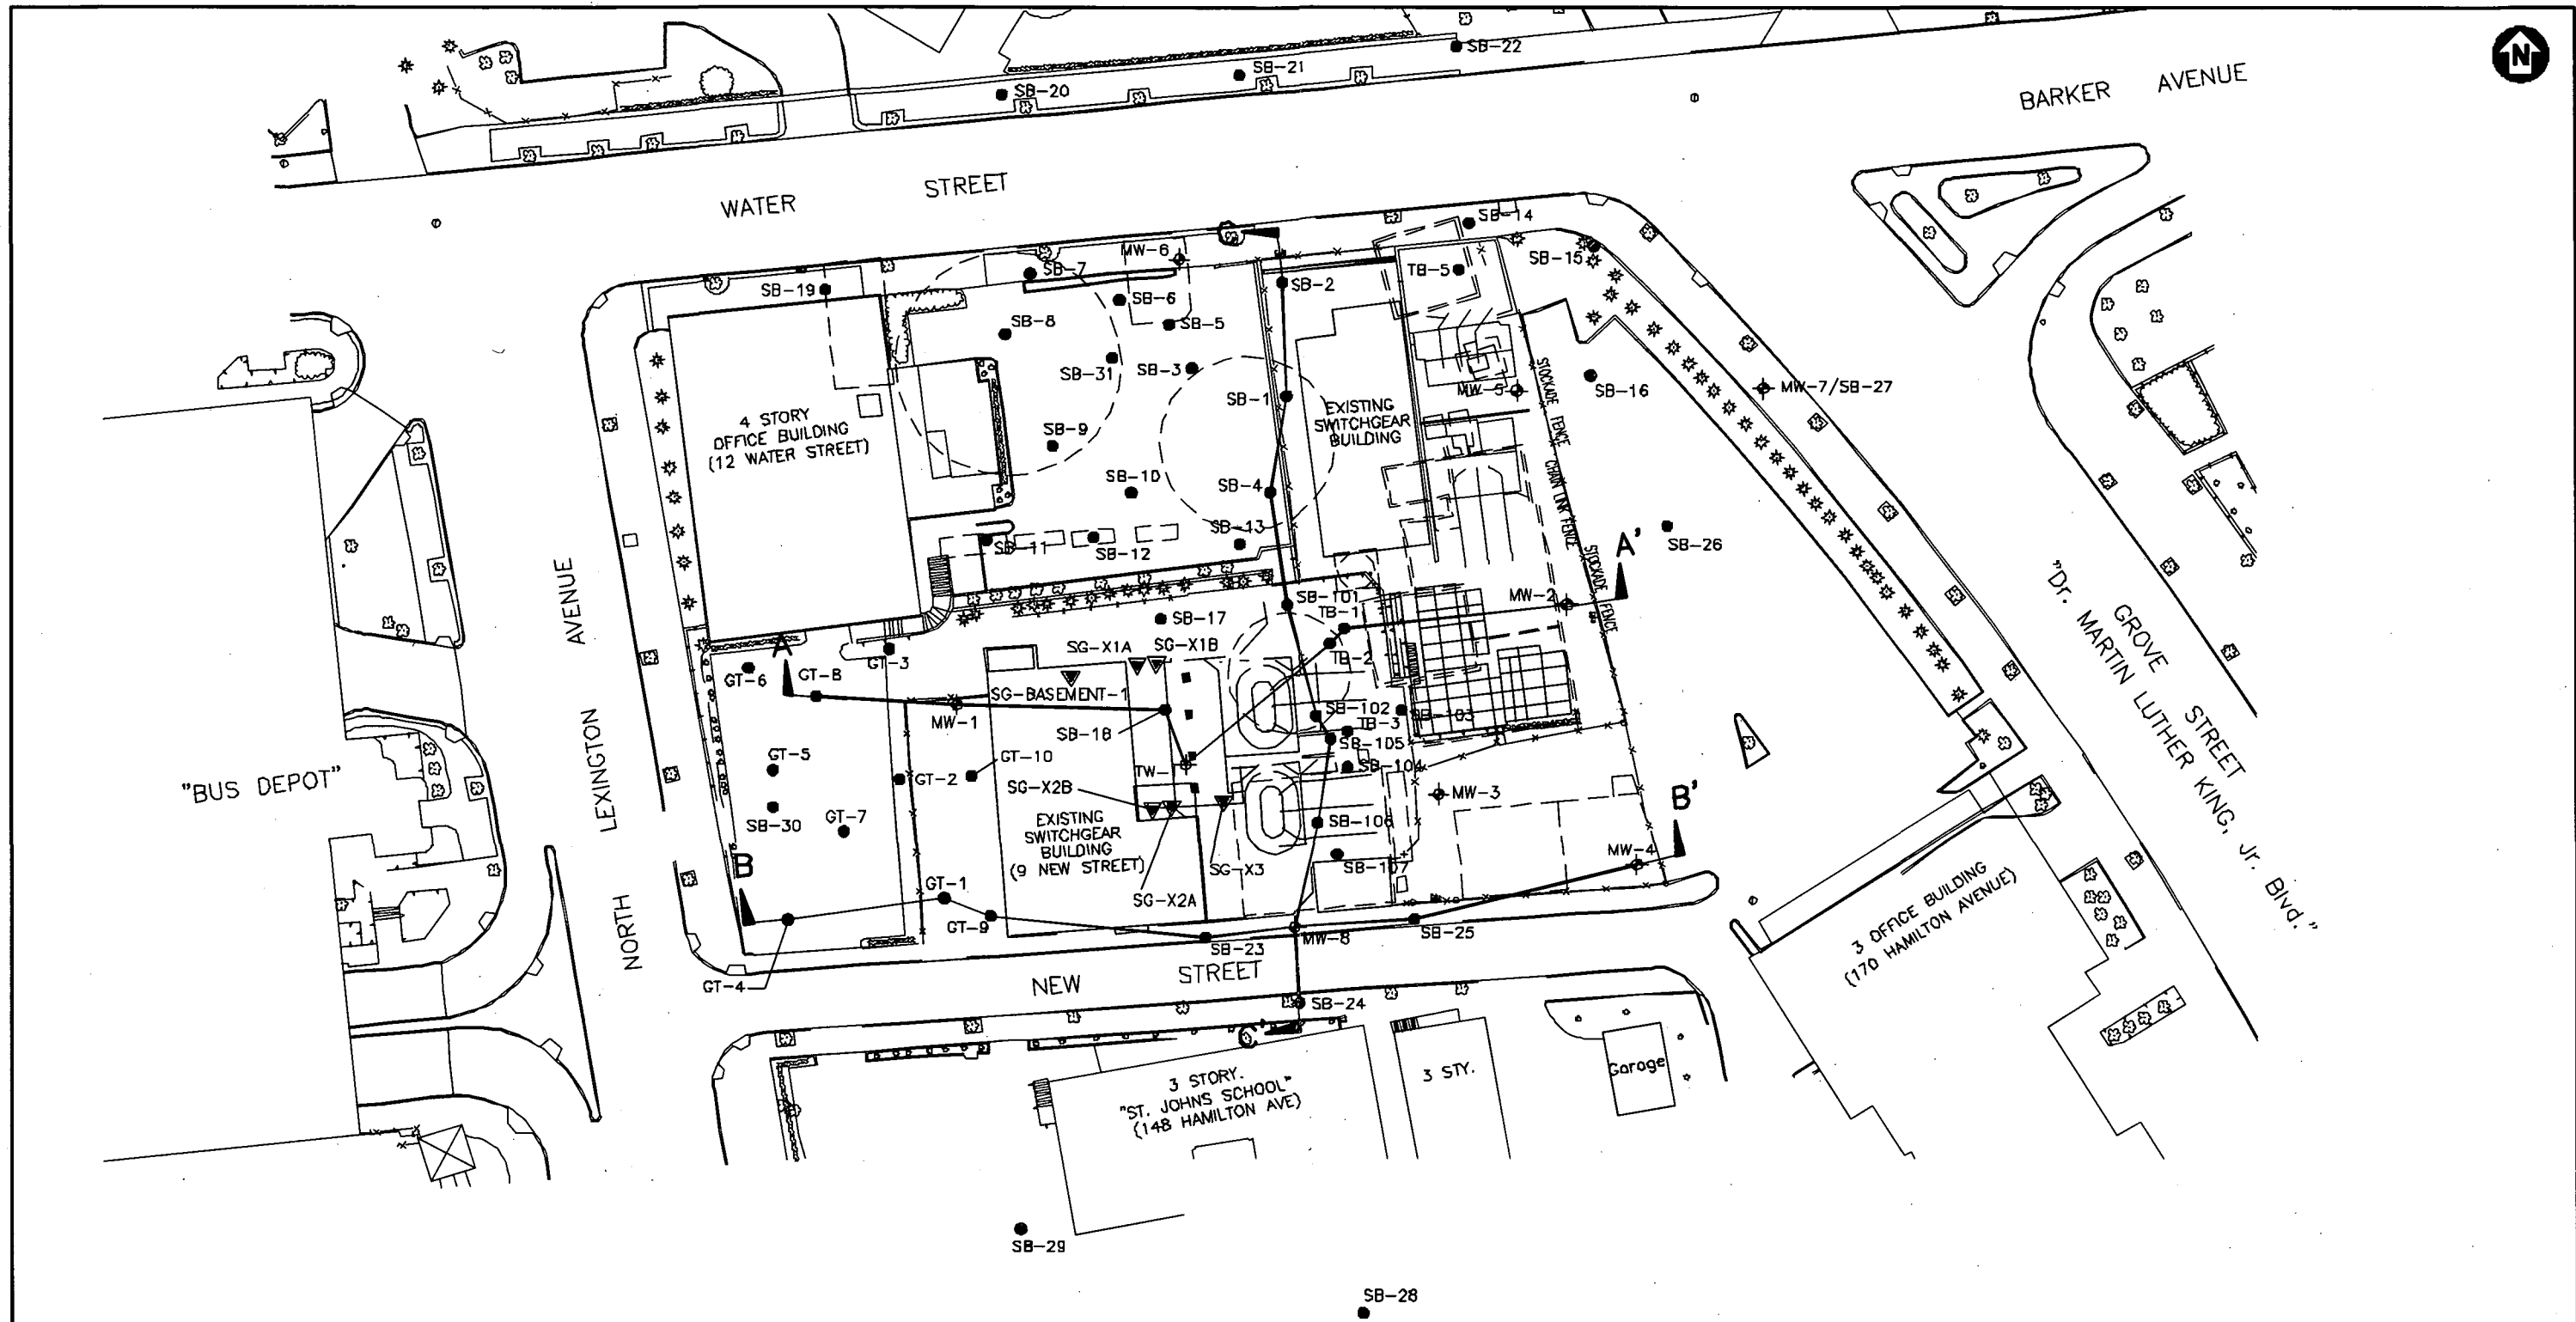 N
SB-22
SB-21
SB-20
BARKER AVENUE
WATER STREET
SB-14
MW-6
C
SB-7
SB-15
TB-5
SB-19
SB-2
SB-6
SB-5
SB-8
SB-31
SB-3
MW-5
SB-16
MW-7/SB-27
SB-1
STOCKADE FENCE
4 STORY
OFFICE BUILDING
(12 WATER STREET)
EXISTING
SWITCHGEAR
BUILDING
SB-9
SB-10
SB-4
CHAIN LINK FENCE
SB-13
SB-11
SB-12
A'
SB-26
STOCKADE FENCE
SB-101
TB-1
MW-2
SB-17
"Dr. MARTIN LUTHER KING, Jr. Blvd."
GROVE STREET
A
GT-3
SG-X1A
SG-X1B
TB-2
GT-6
GT-8
SG-BASEMENT-1
MW-1
SB-102
SB-103
TB-3
SB-18
SB-105
NORTH LEXINGTON AVENUE
GT-5
GT-10
GT-2
TW-1
SB-104
"BUS DEPOT"
SG-X2B
MW-3
B'
SB-30
GT-7
EXISTING
SWITCHGEAR
BUILDING
(9 NEW STREET)
SB-106
SG-X3
SB-107
MW-4
B
GT-1
SG-X2A
GT-9
SB-23
MW-8
SB-25
3 OFFICE BUILDING
(170 HAMILTON AVENUE)
GT-4
NEW STREET
SB-24
C'
3 STORY.
"ST. JOHNS SCHOOL"
(148 HAMILTON AVE)
3 STY.
Garage
SB-29
SB-28